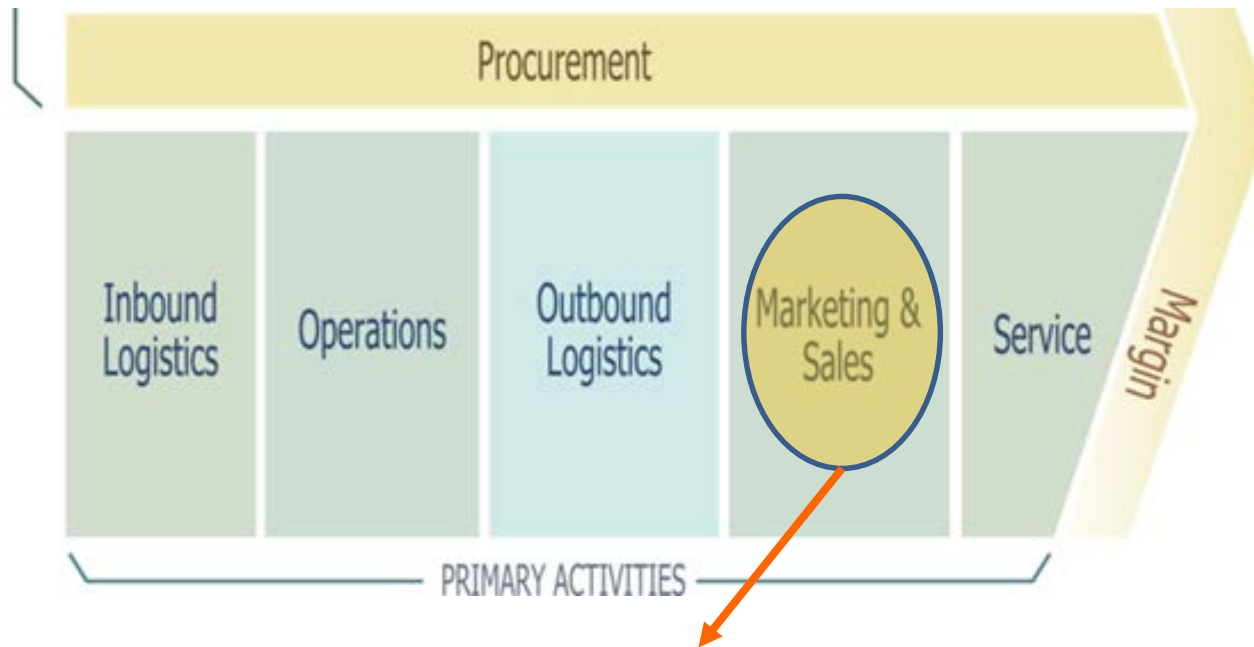 Procurement
Inbound
Logistics
Operations
Outbound
Logistics
Marketing &
Sales
Service
Margin
PRIMARY ACTIVITIES